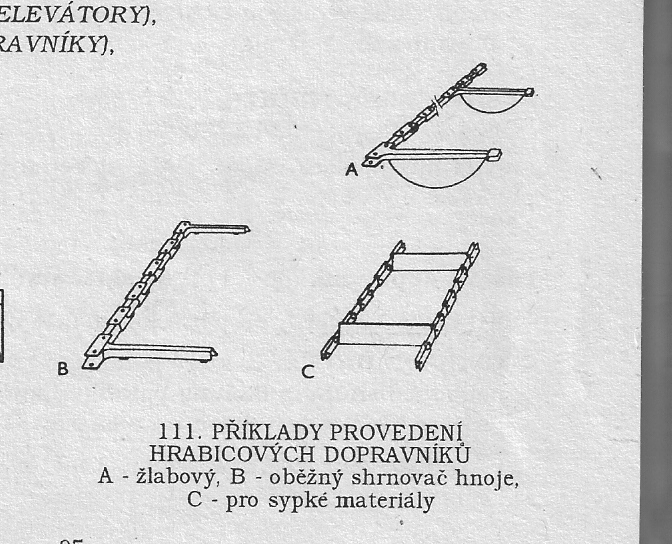 ELEVÁTORY),
RAVNÍKY),
A
B
C
111. PŘÍKLADY PROVEDENÍ
HRABICOVÝCH DOPRAVNÍKŮ
A - žlabový, B - oběžný shrnovač hnoje,
C - pro sypké materiály